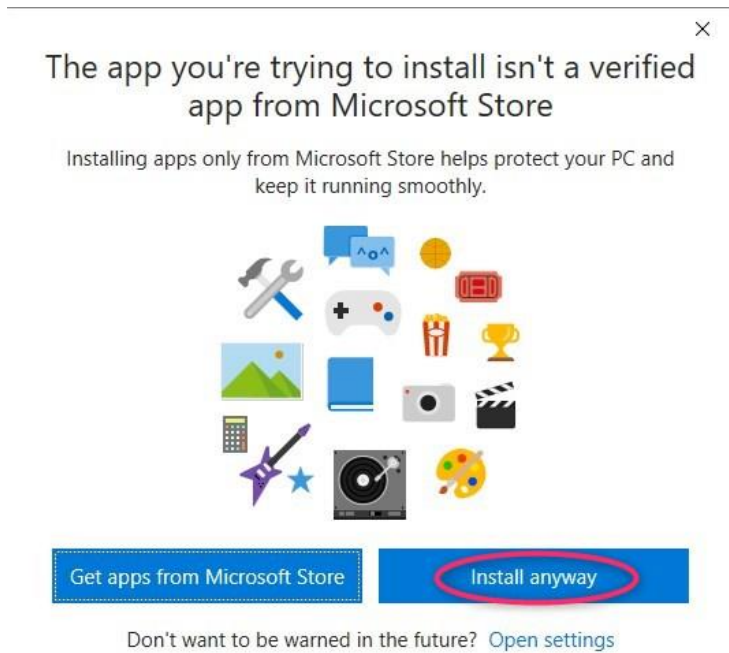 The app you're trying to install isn't a verified
app from Microsoft Store
Installing apps only from Microsoft Store helps protect your PC and
keep it running smoothly.
^o^
Get apps from Microsoft Store
Install anyway
Don't want to be warned in the future? Open settings